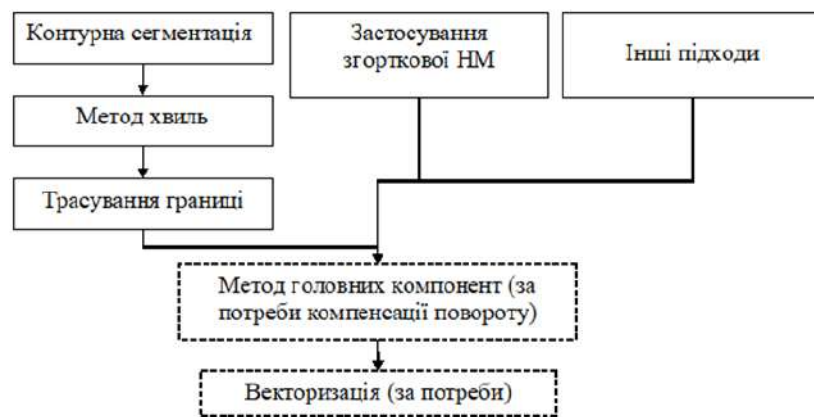 Контурна сегментація
Метод хвиль
Трасування границі
Застосування
згорткової НМ
Інші підходи
Метод головних компонент (за
потреби компенсації повороту)
Векторизація (за потреби)